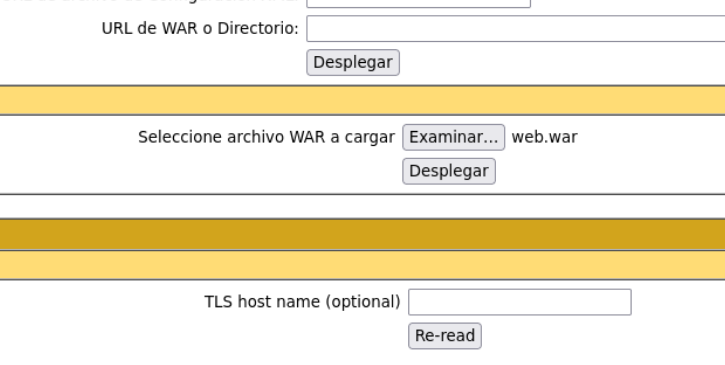 URL de WAR o Directorio:
Desplegar
Seleccione archivo WAR a cargar Examinar... web.war
Desplegar
TLS host name (optional)
Re-read